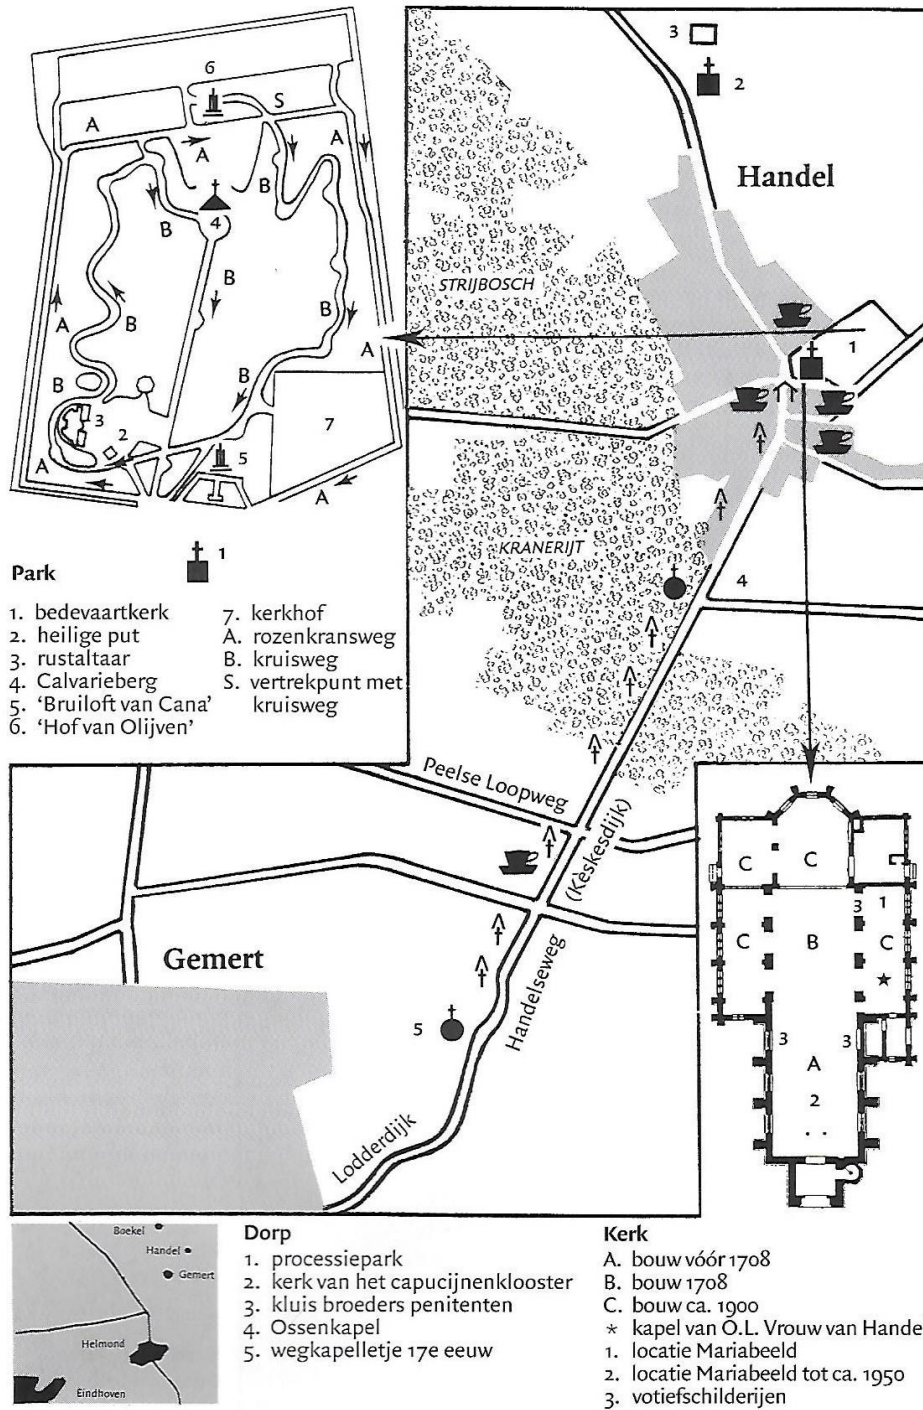 6
S
A
A
A
B
4
B
B
A
B
B
A
B
B
3
2
7
A
5
A
1
Park
1. bedevaartkerk
2. heilige put
3. rustaltaar
4. Calvarieberg
5. 'Bruiloft van Cana'
6. 'Hof van Olijven'
7. kerkhof
A. rozenkransweg
B. kruisweg
S. vertrekpunt met
kruisweg
3
2
Handel
STRIJBOSCH
1
KRANERIJT
4
Peelse Loopweg
(Kèskesdijk)
Handelseweg
Gemert
5
Lodderdijk
C
C
3
1
C
B
C
3
3
A
2
Boekel
Handel
Gemert
Helmond
Eindhoven
Dorp
1. processiepark
2. kerk van het capucijnenklooster
3. kluis broeders penitenten
4. Ossenkapel
5. wegkapelletje 17e eeuw
Kerk
A. bouw vóór 1708
B. bouw 1708
C. bouw ca. 1900
* kapel van O.L. Vrouw van Hande
1. locatie Mariabeeld
2. locatie Mariabeeld tot ca. 1950
3. votiefschilderijen